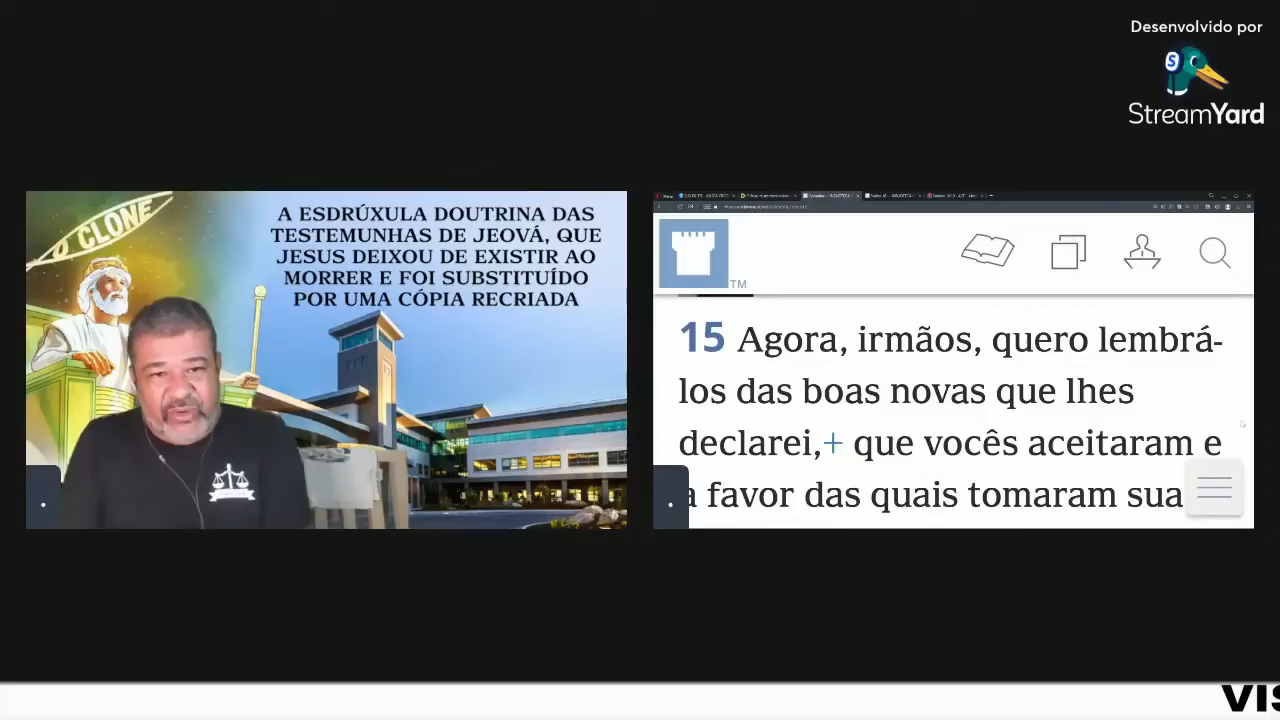 Desenvolvido por
StreamYard
O CLONE
A ESDRÚXULA DOUTRINA DAS
TESTEMUNHAS DE JEOVÁ, QUE
JESUS DEIXOU DE EXISTIR AO
MORRER E FOI SUBSTITUÍDO
POR UMA CÓPIA RECRIADA
TM
15 Agora, irmãos, quero lembrá-
los das boas novas que lhes
declarei,+ que vocês aceitaram e
a favor das quais tomaram sua
VIS